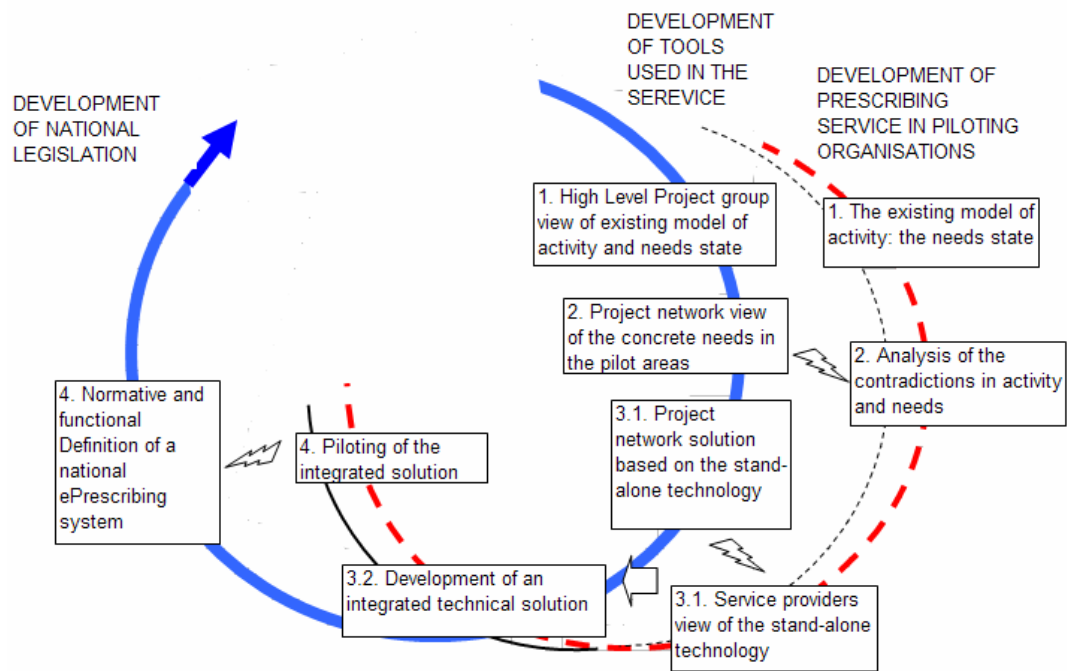 DEVELOPMENT
OF TOOLS
USED IN THE
SEREVICE
DEVELOPMENT OF
PRESCRIBING
SERVICE IN PILOTING
ORGANISATIONS
DEVELOPMENT
OF NATIONAL
LEGISLATION
1. High Level Project group
view of existing model of
activity and needs state
1. The existing model of
activity: the needs state
2. Project network view
of the concrete needs in
the pilot areas
2. Analysis of the
contradictions in activity
and needs
3.1. Project
network solution
based on the stand-
alone technology
4. Normative and
functional
Definition of a
national
ePrescribing
system
4. Piloting of the
integrated solution
3.2. Development of an
integrated technical solution
3.1. Service providers
view of the stand-alone
technology